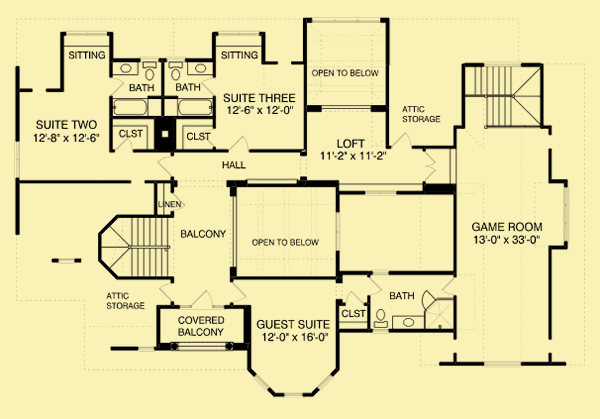 SITTING
BATH
BATH
SITTING
OPEN TO BELOW
SUITE TWO
12'-8" x 12'-6"
SUITE THREE
12'-6" x 12'-0"
ATTIC
STORAGE
CLST
CLST
LOFT
11'-2" x 11'-2"
HALL
LINEN
BALCONY
OPEN TO BELOW
GAME ROOM
13'-0" x 33'-0"
ATTIC
STORAGE
COVERED
BALCONY
GUEST SUITE
12'-0" x 16'-0"
CLST
BATH